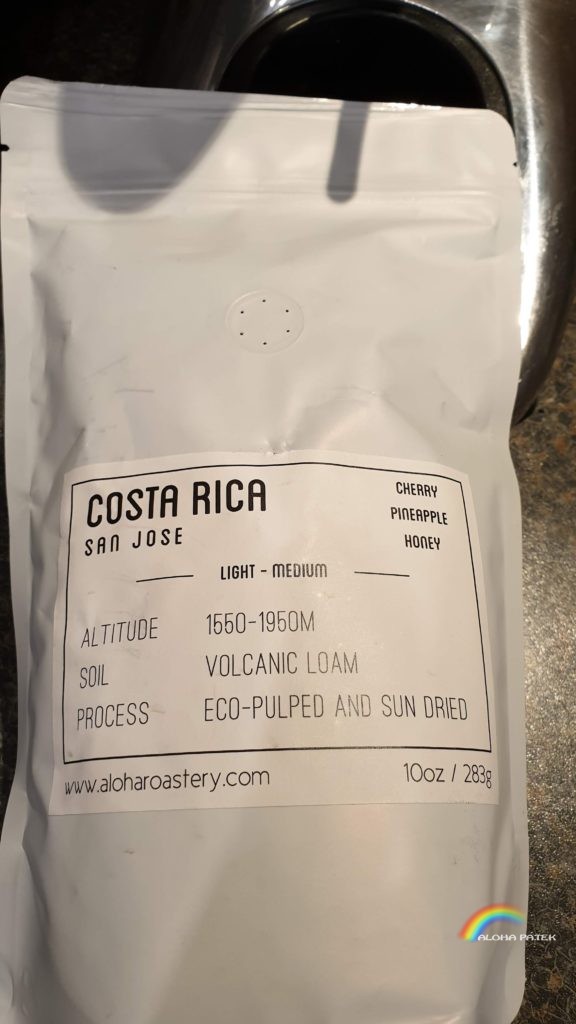 COSTA RICA
SAN JOSE
CHERRY
PINEAPPLE
HONEY
LIGHT - MEDIUM
ALTITUDE 1550-1950M
SOIL VOLCANIC LOAM
PROCESS ECO-PULPED AND SUN DRIED
www.aloharoastery.com 10oz / 283g
ALOHA PATEK